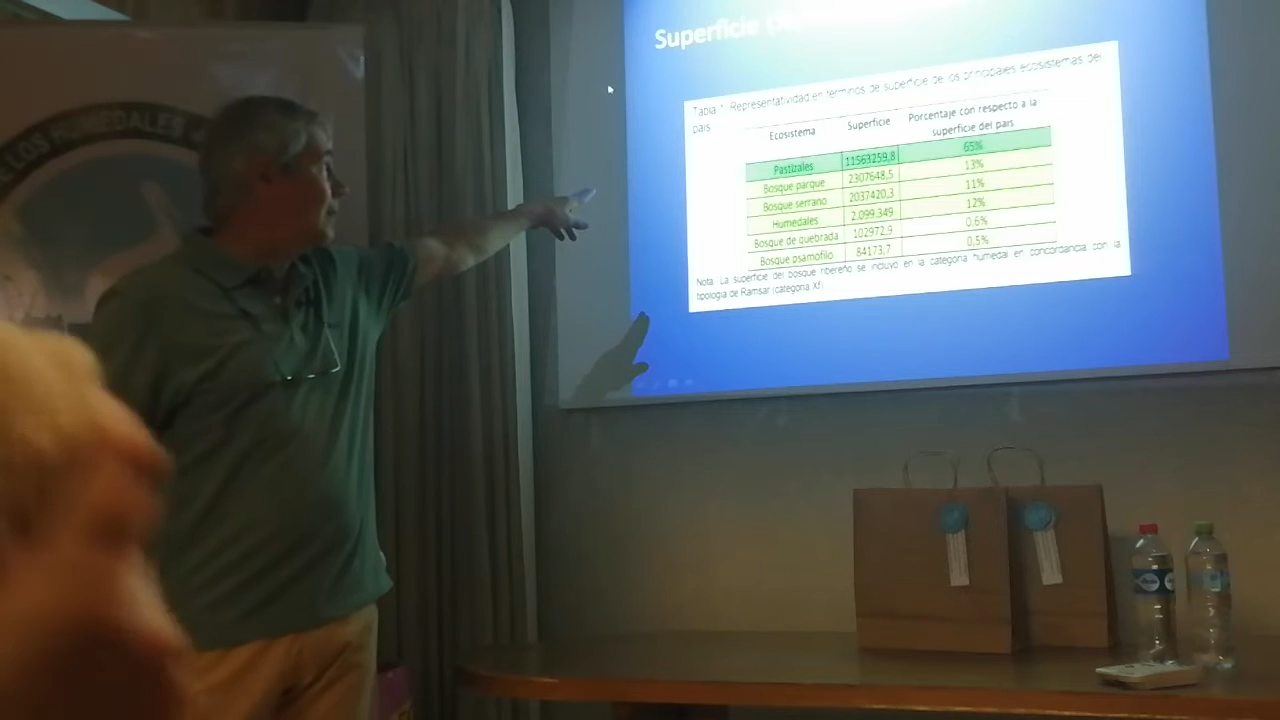 LOS HUMEDALES
Superficie
Tabla 1. Representatividad en términos de superficie de los principales ecosistemas del
país
Ecosistema Superficie Porcentaje con respecto a la
superficie del país
Pastizales 11563259,8 65%
Bosque parque 2307648,5 13%
Bosque serrano 2037420,3 11%
Humedales 2.099.349 12%
Bosque de quebrada 102972,9 0,6%
Bosque psamófilo 84173,7 0,5%
Nota: La superficie del bosque ribereño se incluyó en la categoría humedal en concordancia con la
tipología de Ramsar (categoría Xf)